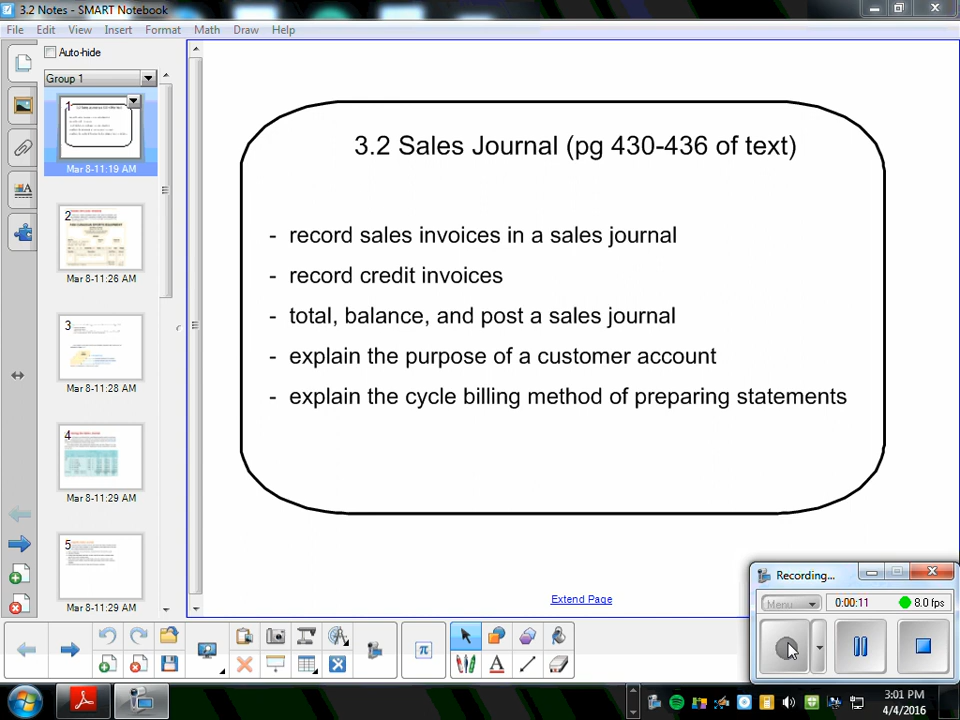 3.2 Notes - SMART Notebook
File Edit View Insert Format Math Draw Help
Auto-hide
Group 1
1
Mar 8-11:19 AM
2
Mar 8-11:26 AM
3
Mar 8-11:28 AM
4
Mar 8-11:29 AM
5
Mar 8-11:29 AM
3.2 Sales Journal (pg 430-436 of text)
- record sales invoices in a sales journal
- record credit invoices
- total, balance, and post a sales journal
- explain the purpose of a customer account
- explain the cycle billing method of preparing statements
Extend Page
Recording...
Menu 0:00:11 8.0 fps
π
A
3:01 PM
4/4/2016